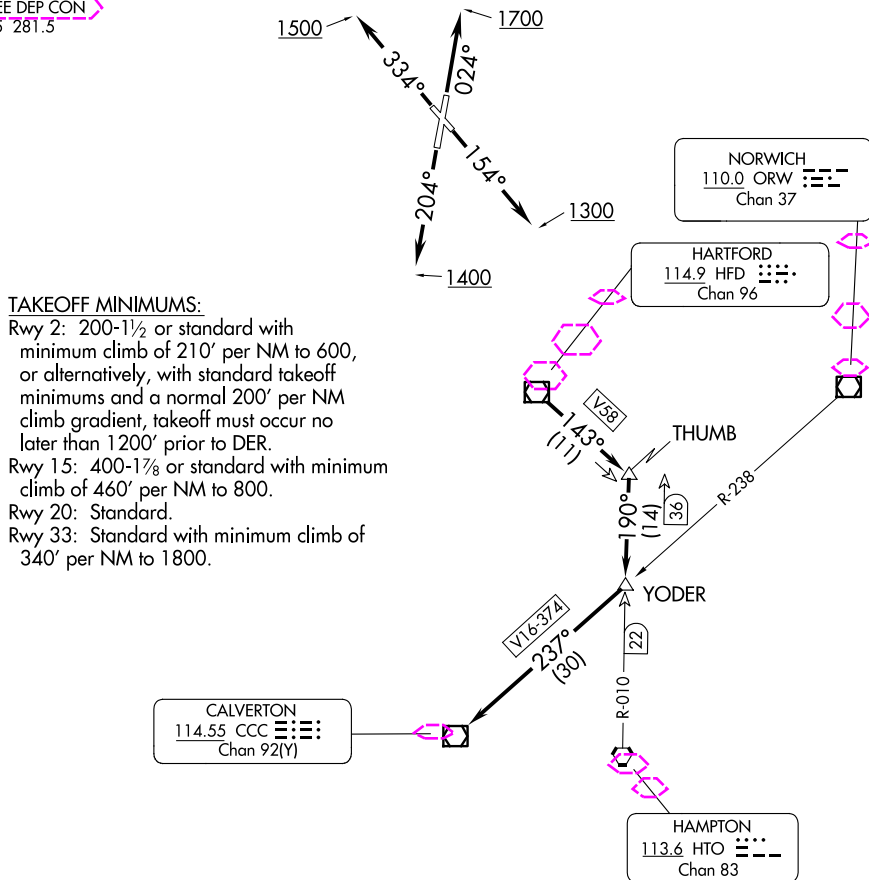 EE DEP CON
281.5
1500
1700
334°
024°
204°
154°
1300
1400
NORWICH
110.0 ORW
Chan 37
HARTFORD
114.9 HFD
Chan 96
TAKEOFF MINIMUMS:
Rwy 2: 200-1½ or standard with
minimum climb of 210' per NM to 600,
or alternatively, with standard takeoff
minimums and a normal 200' per NM
climb gradient, takeoff must occur no
later than 1200' prior to DER.
Rwy 15: 400-1⅞ or standard with minimum
climb of 460' per NM to 800.
Rwy 20: Standard.
Rwy 33: Standard with minimum climb of
340' per NM to 1800.
V58
143°
(11)
THUMB
190°
(14)
36
R-238
YODER
V16-374
237°
(30)
22
R-010
CALVERTON
114.55 CCC
Chan 92(Y)
HAMPTON
113.6 HTO
Chan 83